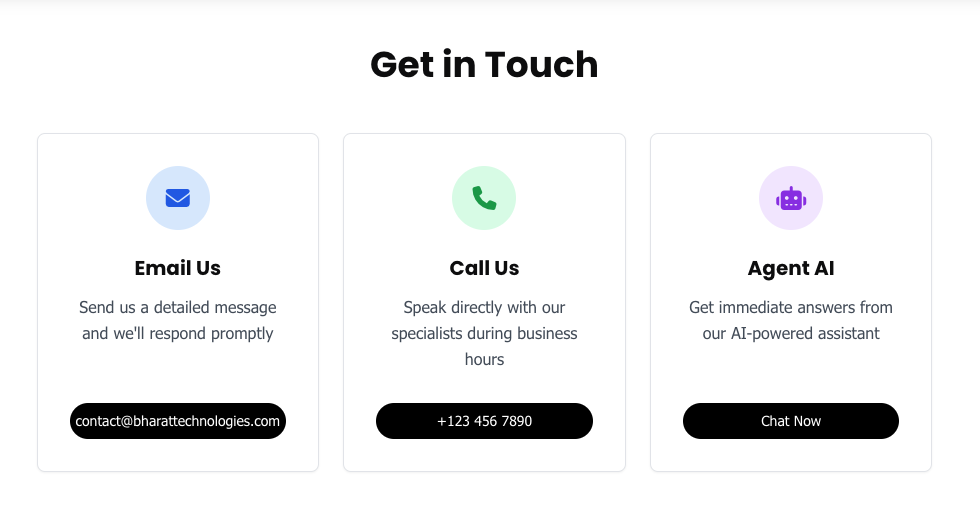 Get in Touch
Email Us
Send us a detailed message
and we'll respond promptly
contact@bharattechnologies.com
Call Us
Speak directly with our
specialists during business
hours
+123 456 7890
Agent AI
Get immediate answers from
our AI-powered assistant
Chat Now